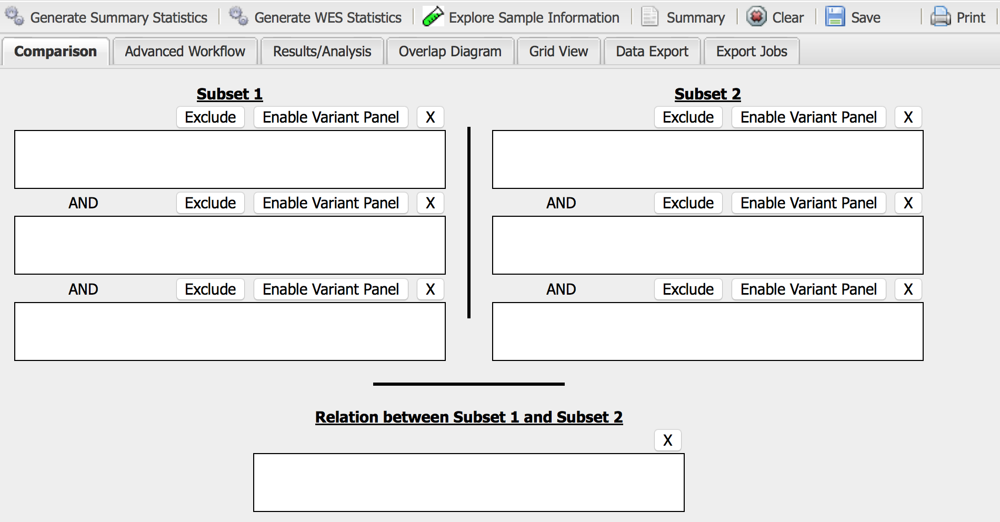 Generate Summary Statistics Generate WES Statistics Explore Sample Information Summary Clear Save Print
Comparison Advanced Workflow Results/Analysis Overlap Diagram Grid View Data Export Export Jobs
Subset 1 Subset 2
Exclude Enable Variant Panel X Exclude Enable Variant Panel X
AND Exclude Enable Variant Panel X AND Exclude Enable Variant Panel X
AND Exclude Enable Variant Panel X AND Exclude Enable Variant Panel X
Relation between Subset 1 and Subset 2
X